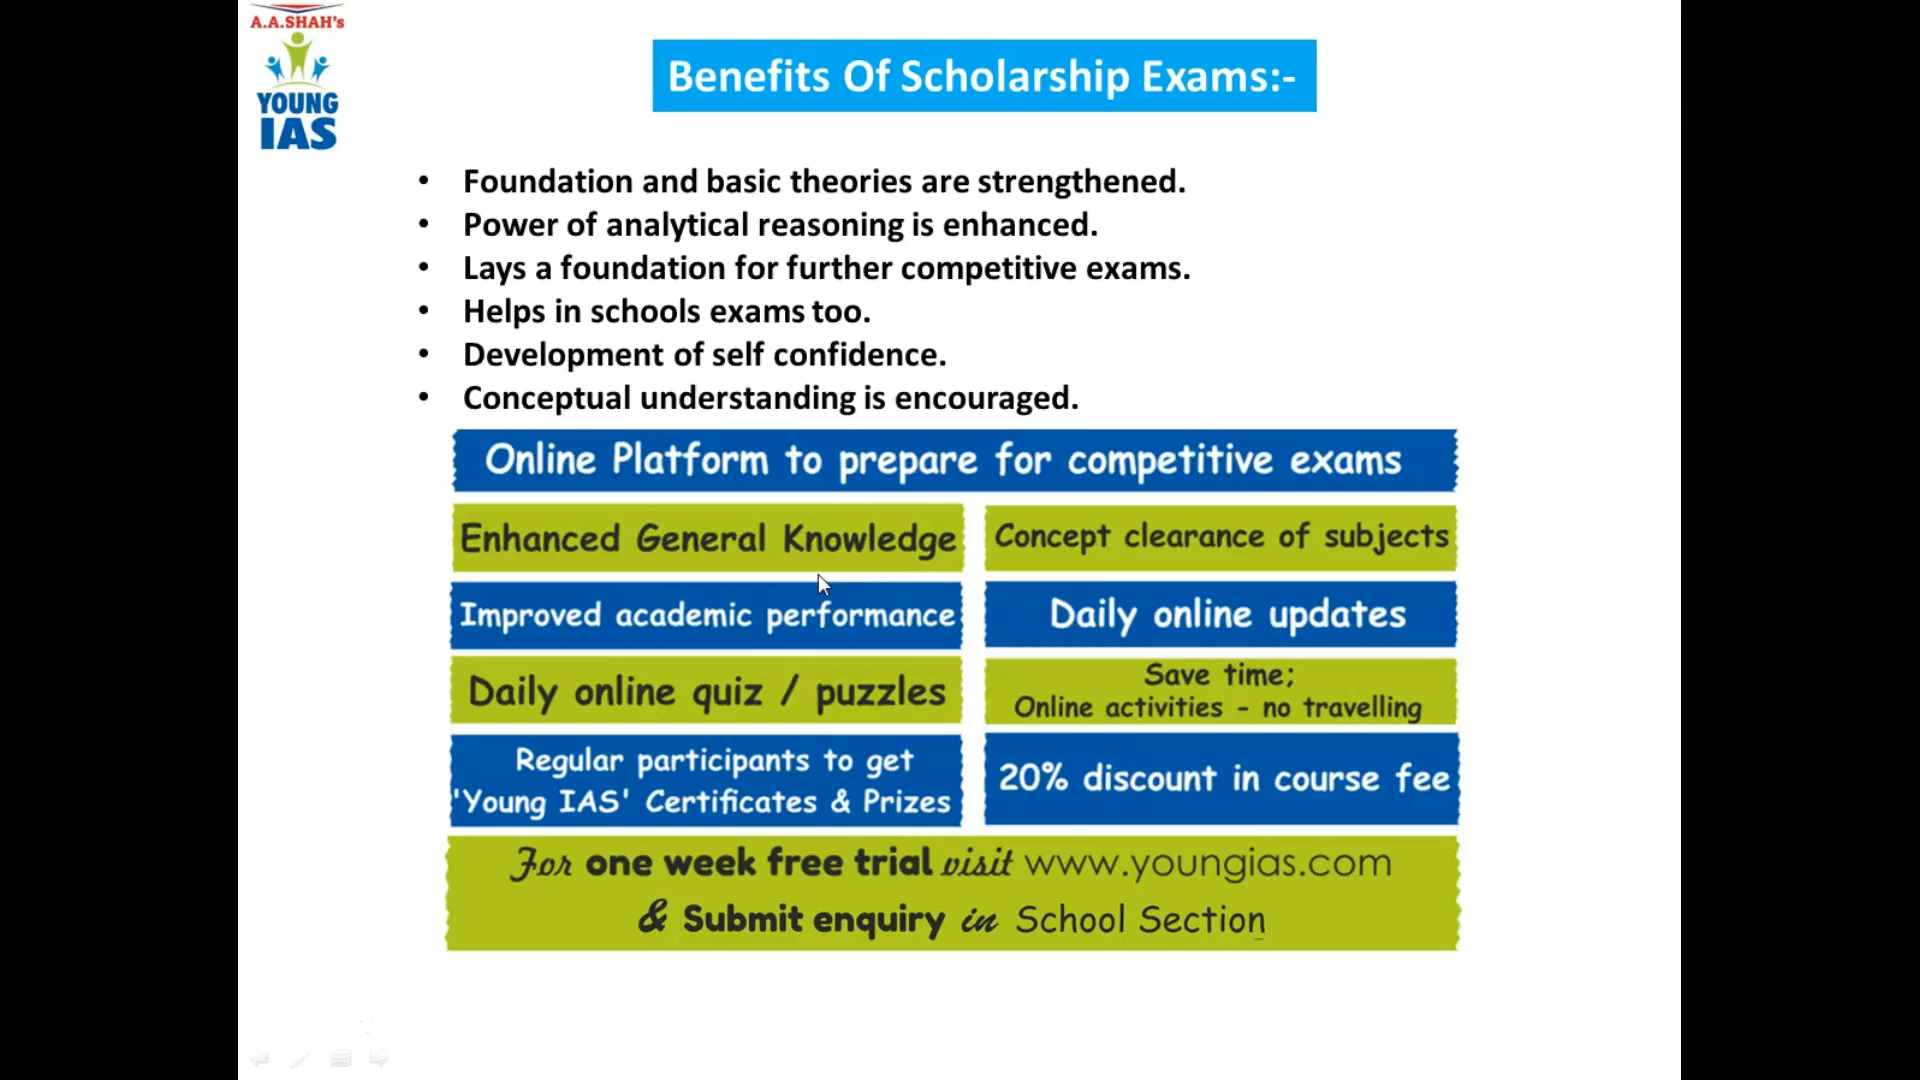 A.A.SHAH's
YOUNG
IAS
Benefits Of Scholarship Exams:-
• Foundation and basic theories are strengthened.
• Power of analytical reasoning is enhanced.
• Lays a foundation for further competitive exams.
• Helps in schools exams too.
• Development of self confidence.
• Conceptual understanding is encouraged.
Online Platform to prepare for competitive exams
Enhanced General Knowledge
Concept clearance of subjects
Improved academic performance
Daily online updates
Daily online quiz / puzzles
Save time;
Online activities - no travelling
Regular participants to get
'Young IAS' Certificates & Prizes
20% discount in course fee
For one week free trial visit www.youngias.com
& Submit enquiry in School Section